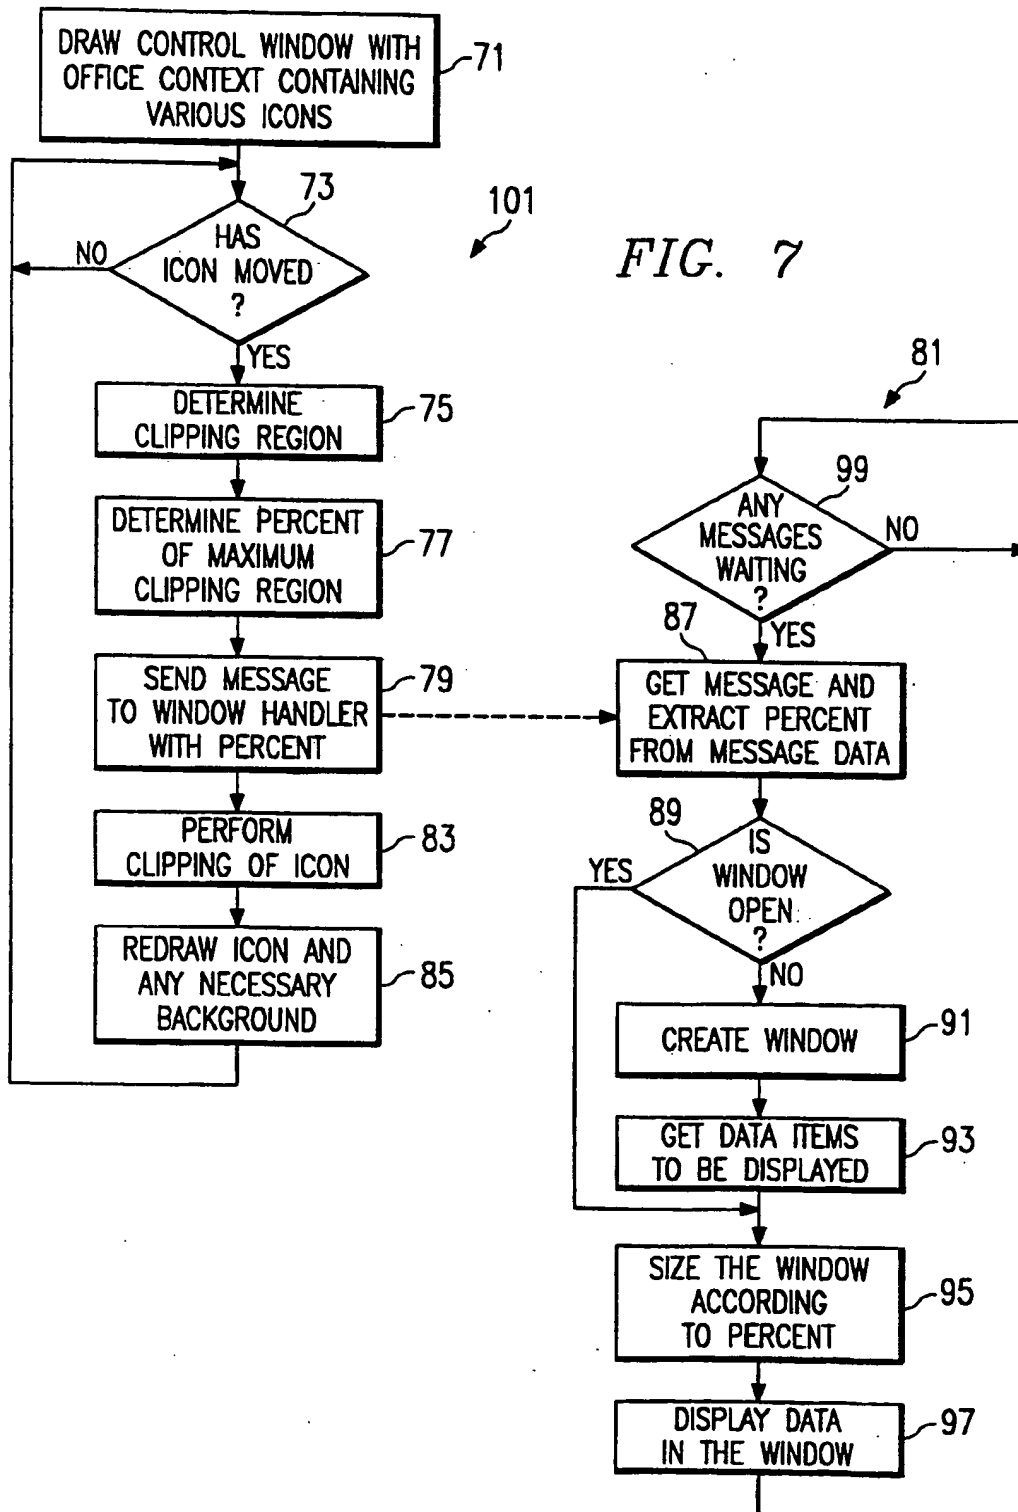 DRAW CONTROL WINDOW WITH
OFFICE CONTEXT CONTAINING
VARIOUS ICONS
71
73
HAS
ICON MOVED
?
NO
YES
101
FIG. 7
DETERMINE
CLIPPING REGION
75
DETERMINE PERCENT
OF MAXIMUM
CLIPPING REGION
77
SEND MESSAGE
TO WINDOW HANDLER
WITH PERCENT
79
PERFORM
CLIPPING OF ICON
83
REDRAW ICON AND
ANY NECESSARY
BACKGROUND
85
81
99
ANY
MESSAGES
WAITING
?
NO
YES
87
GET MESSAGE AND
EXTRACT PERCENT
FROM MESSAGE DATA
89
IS
WINDOW
OPEN
?
YES
NO
CREATE WINDOW
91
GET DATA ITEMS
TO BE DISPLAYED
93
SIZE THE WINDOW
ACCORDING
TO PERCENT
95
DISPLAY DATA
IN THE WINDOW
97